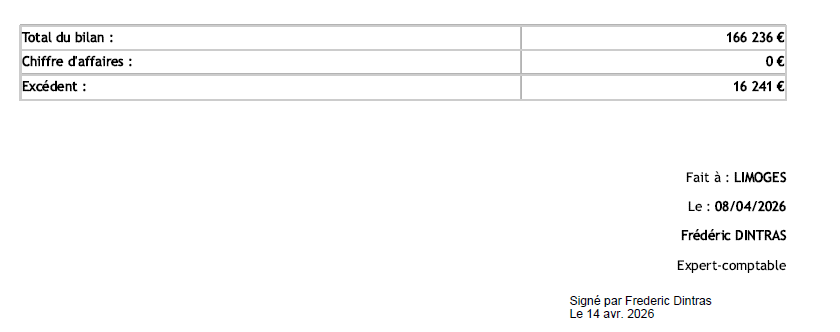 Total du bilan : 166 236 €
Chiffre d'affaires : 0 €
Excédent : 16 241 €
Fait à : LIMOGES
Le : 08/04/2026
Frédéric DINTRAS
Expert-comptable
Signé par Frederic Dintras
Le 14 avr. 2026